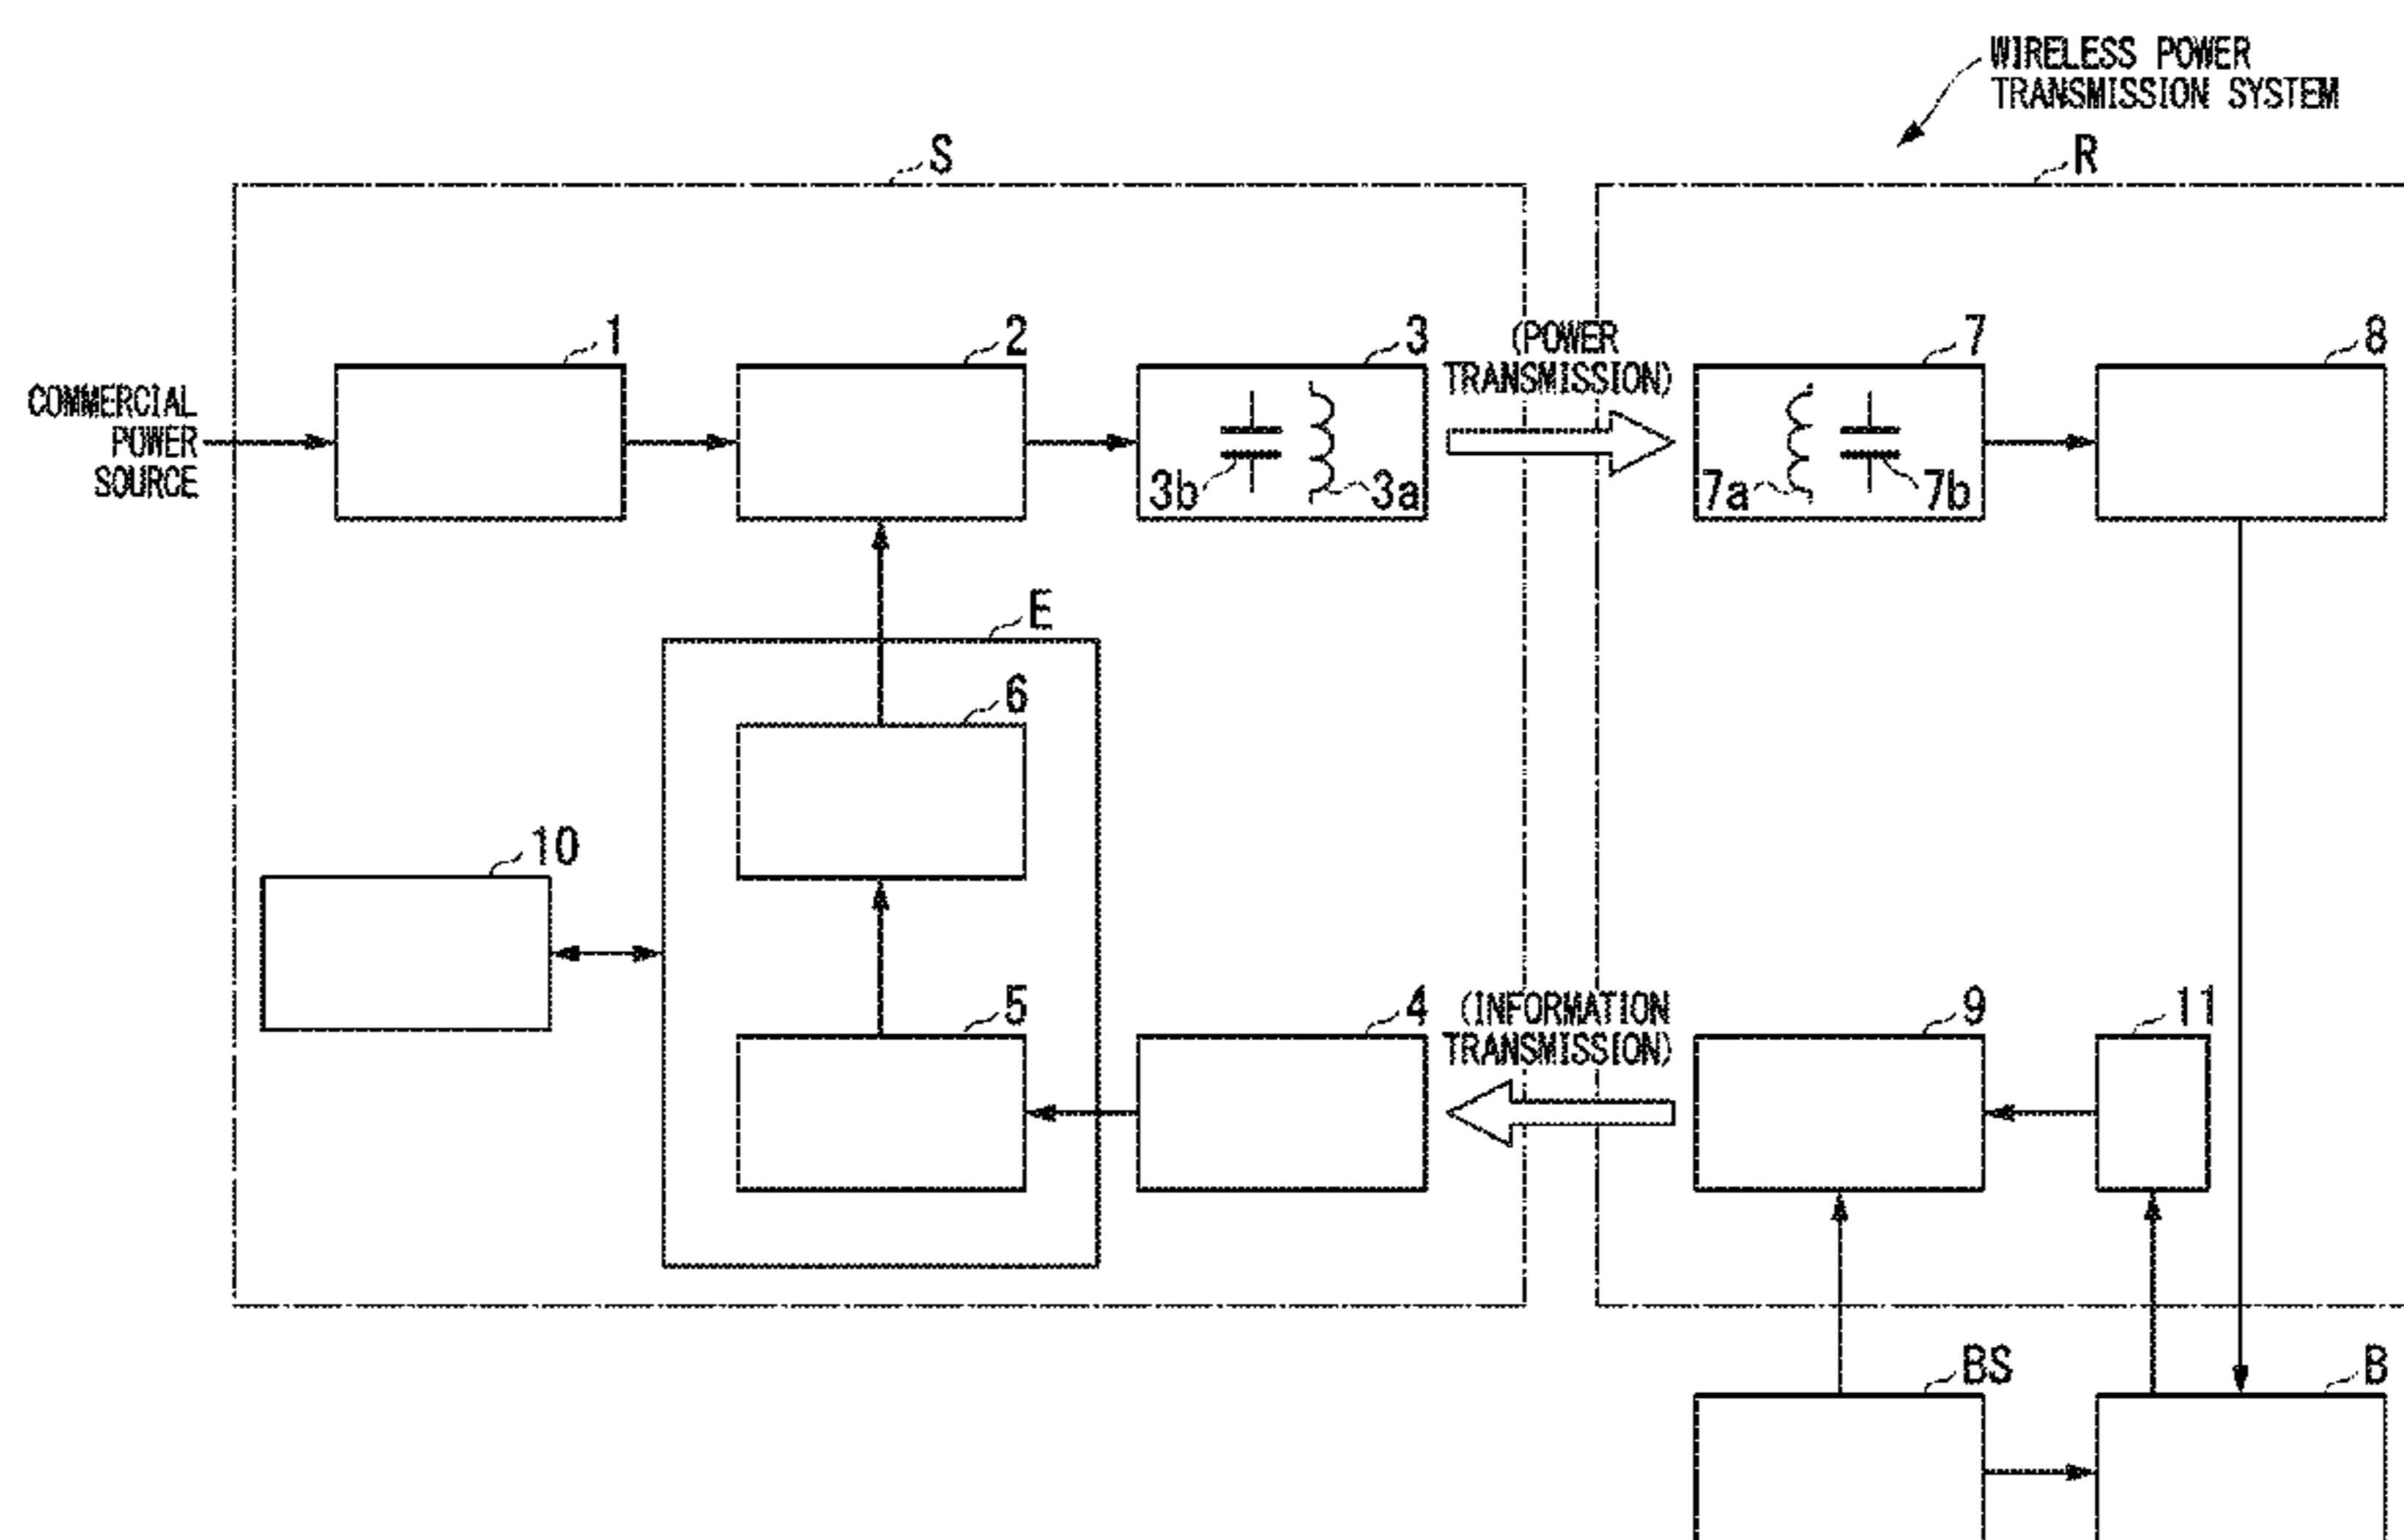 WIRELESS POWER
TRANSMISSION SYSTEM
S
R
1
2
3
(POWER
TRANSMISSION)
7
8
COMMERCIAL
POWER
SOURCE
3b
3a
7a
7b
E
6
10
5
4
(INFORMATION
TRANSMISSION)
9
11
BS
B